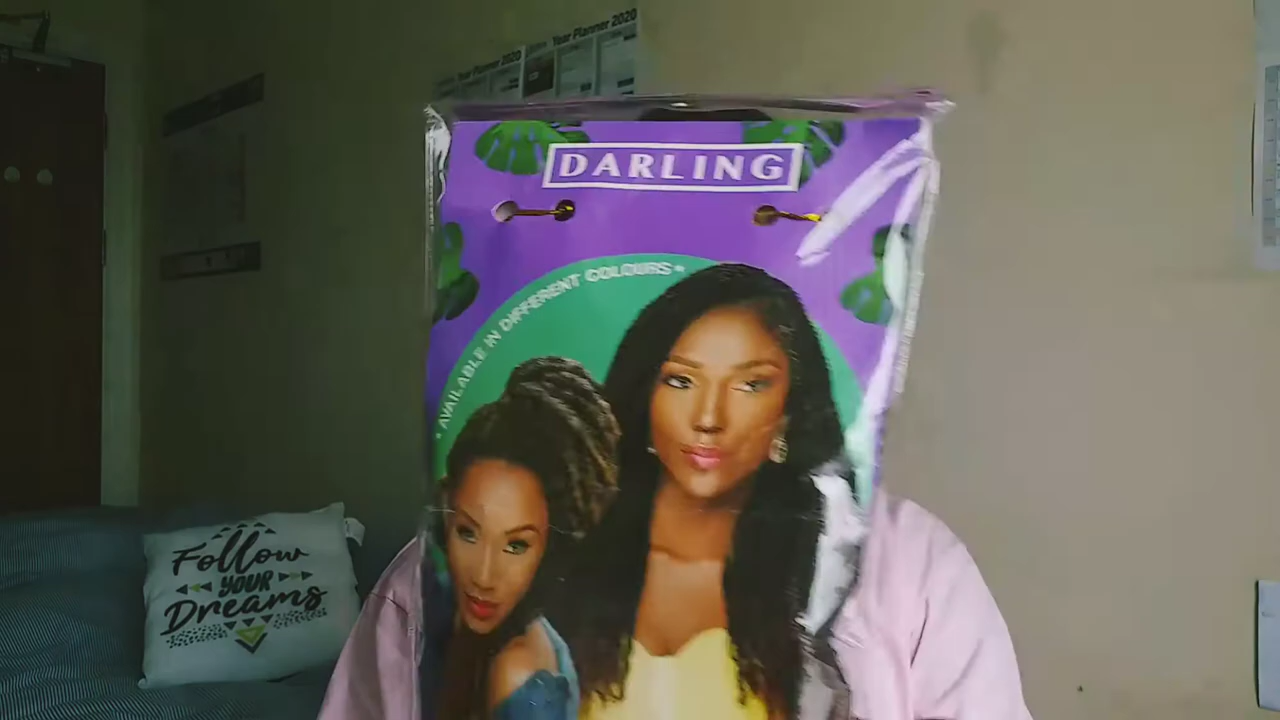 Year Planner 2020
Year Planner 2020
DARLING
• AVAILABLE IN DIFFERENT COLOURS •
Follow
YOUR
Dreams